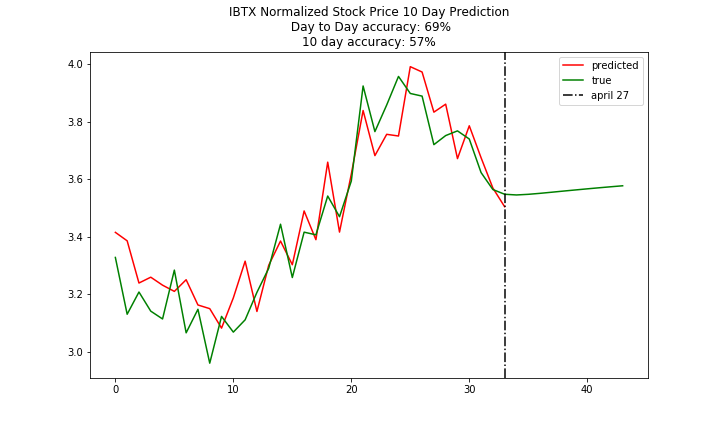 IBTX Normalized Stock Price 10 Day Prediction
Day to Day accuracy: 69%
10 day accuracy: 57%
predicted
true
april 27
4.0
3.8
3.6
3.4
3.2
3.0
0 10 20 30 40